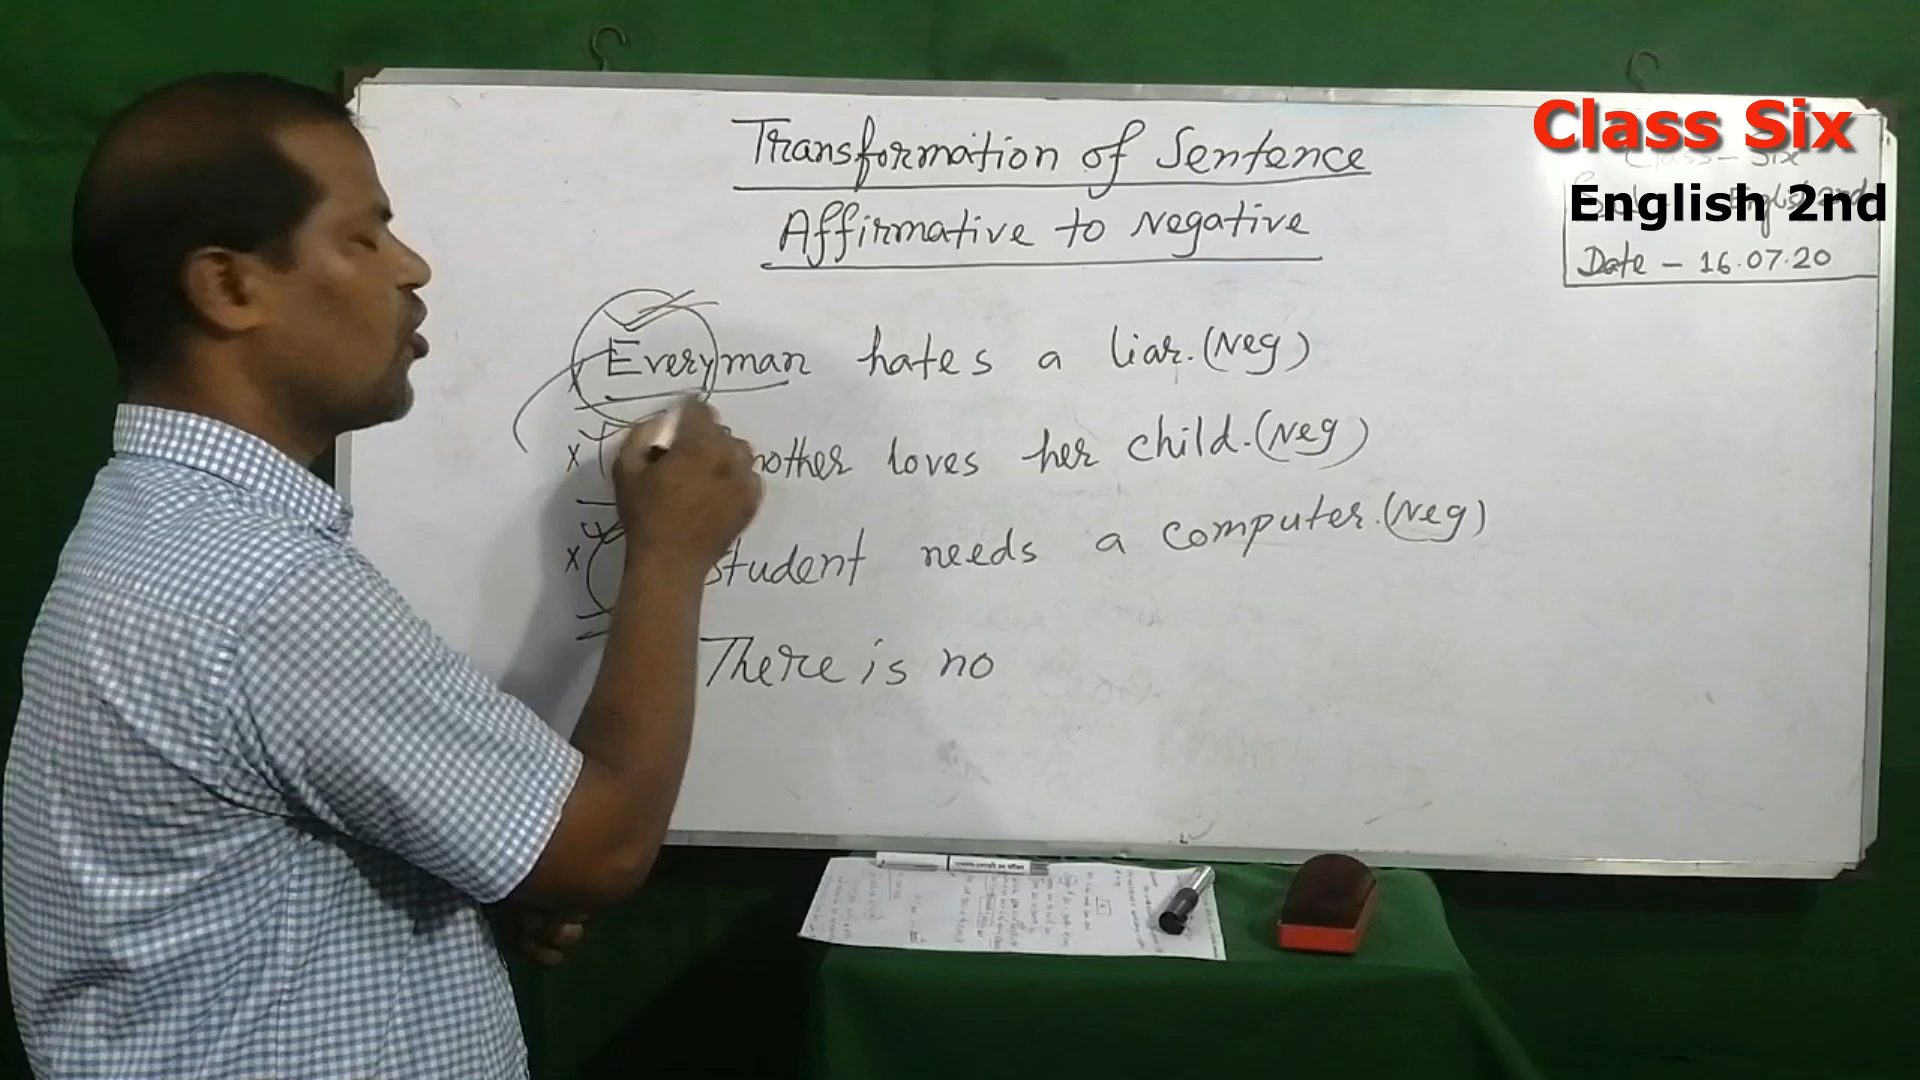 Transformation of Sentence
Affirmative to Negative
Class Six
English 2nd
Date - 16.07.20
Everyman hates a liar. (Neg)
x mother loves her child. (Neg)
x student needs a computer. (Neg)
There is no